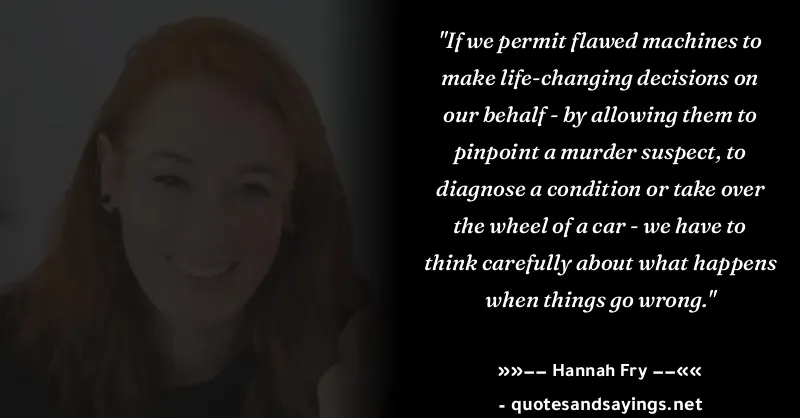 "If we permit flawed machines to
make life-changing decisions on
our behalf - by allowing them to
pinpoint a murder suspect, to
diagnose a condition or take over
the wheel of a car - we have to
think carefully about what happens
when things go wrong."
»»−− Hannah Fry −−««
- quotesandsayings.net